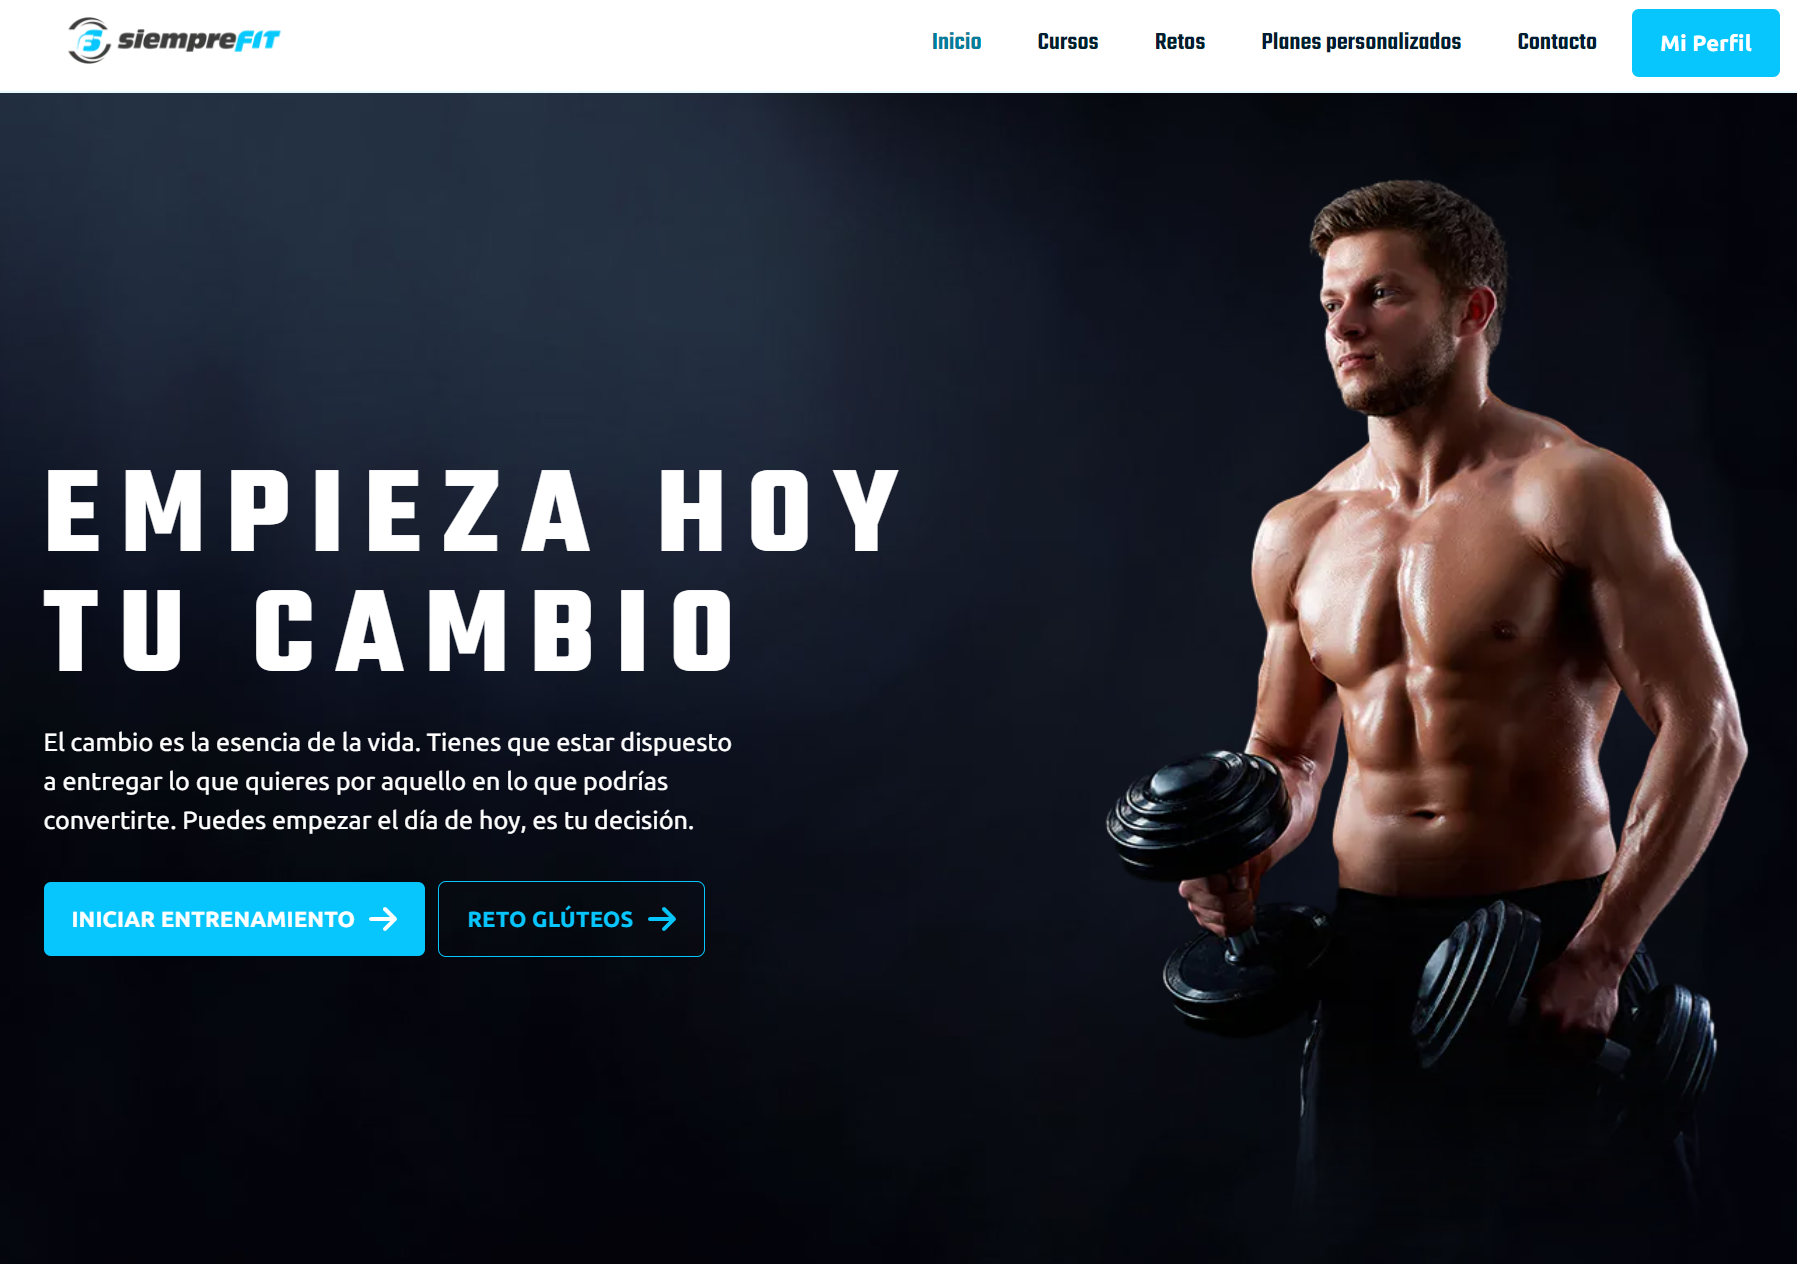 siempreFIT
Inicio
Cursos
Retos
Planes personalizados
Contacto
Mi Perfil
EMPIEZA HOY
TU CAMBIO
El cambio es la esencia de la vida. Tienes que estar dispuesto
a entregar lo que quieres por aquello en lo que podrías
convertirte. Puedes empezar el día de hoy, es tu decisión.
INICIAR ENTRENAMIENTO
RETO GLÚTEOS